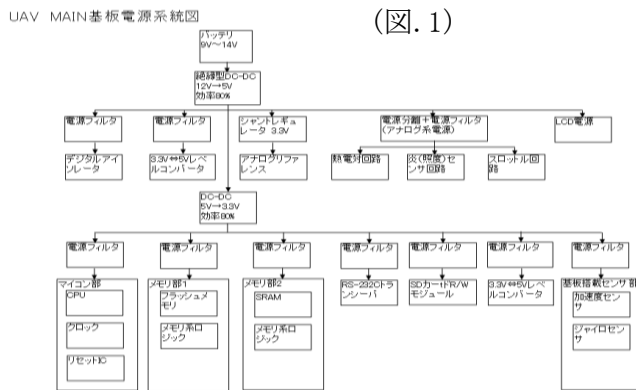 UAV MAIN基板電源系統図
(図.1)
バッテリ
9V～14V
絶縁型DC-DC
12V→5V
効率80%
電源フィルタ
電源フィルタ
シャントレギュ
レータ 3.3V
電源分離＋電源フィルタ
(アナログ系電源)
LCD電源
デジタルアイ
ソレータ
3.3V⇔5Vレベ
ルコンバータ
アナログリファ
レンス
熱電対回路
炎(照度)セ
ンサ回路
スロットル回
路
DC-DC
5V→3.3V
効率80%
電源フィルタ
電源フィルタ
電源フィルタ
電源フィルタ
電源フィルタ
電源フィルタ
電源フィルタ
マイコン部
CPU
クロック
リセットIC
メモリ部1
フラッシュメ
モリ
メモリ系ロ
ジック
メモリ部2
SRAM
メモリ系ロ
ジック
RS-232Cトラ
ンシーバ
SDカードR/W
モジュール
3.3V⇔5Vレベ
ルコンバータ
基板搭載センサ部
加速度セン
サ
ジャイロセン
サ